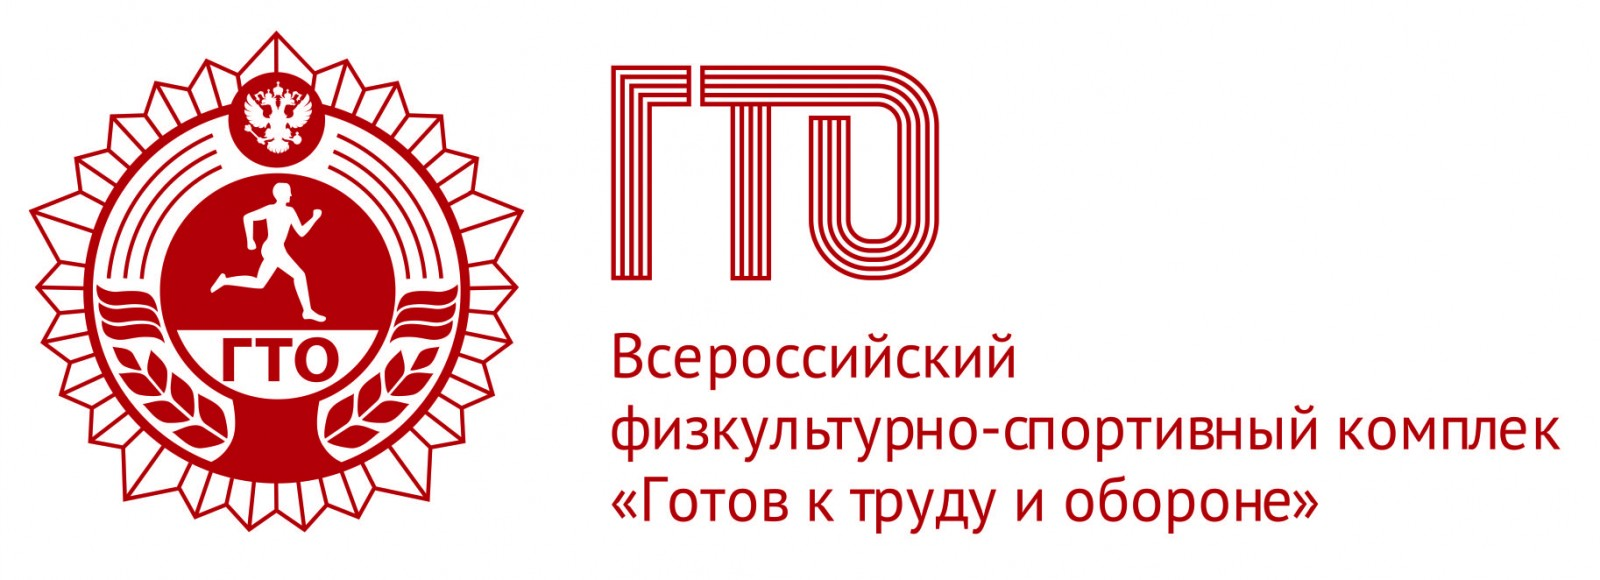 ГТО
ГТО
Всероссийский
физкультурно-спортивный комплек
«Готов к труду и обороне»